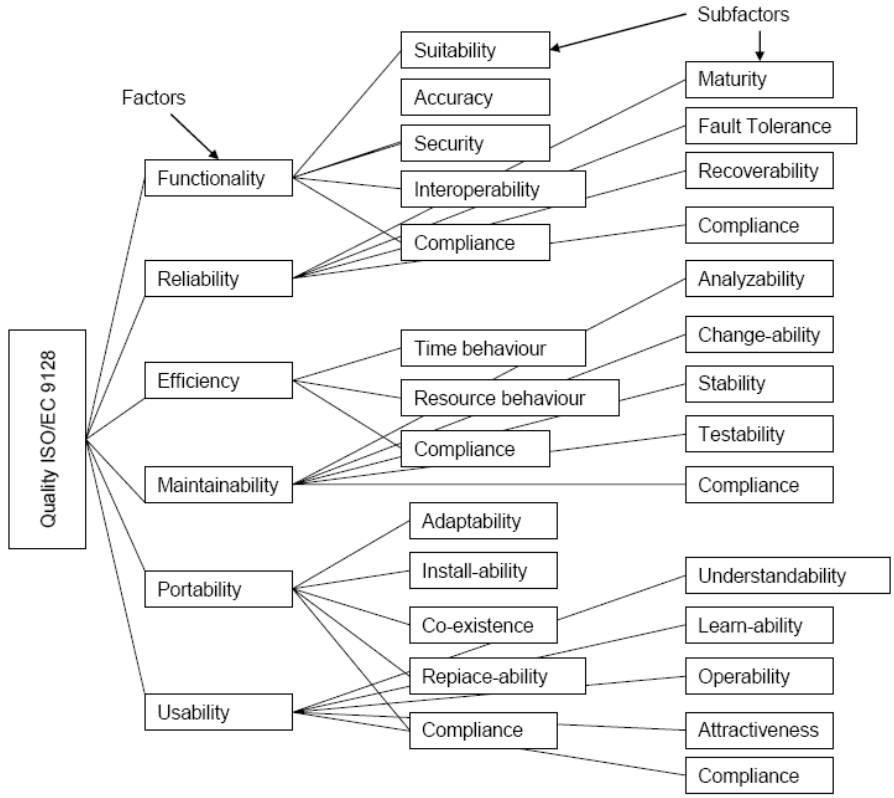 Subfactors
Factors
Quality ISO/EC 9128
Functionality
Reliability
Efficiency
Maintainability
Portability
Usability
Suitability
Accuracy
Security
Interoperability
Compliance
Time behaviour
Resource behaviour
Compliance
Adaptability
Install-ability
Co-existence
Repiace-ability
Compliance
Maturity
Fault Tolerance
Recoverability
Compliance
Analyzability
Change-ability
Stability
Testability
Compliance
Understandability
Learn-ability
Operability
Attractiveness
Compliance